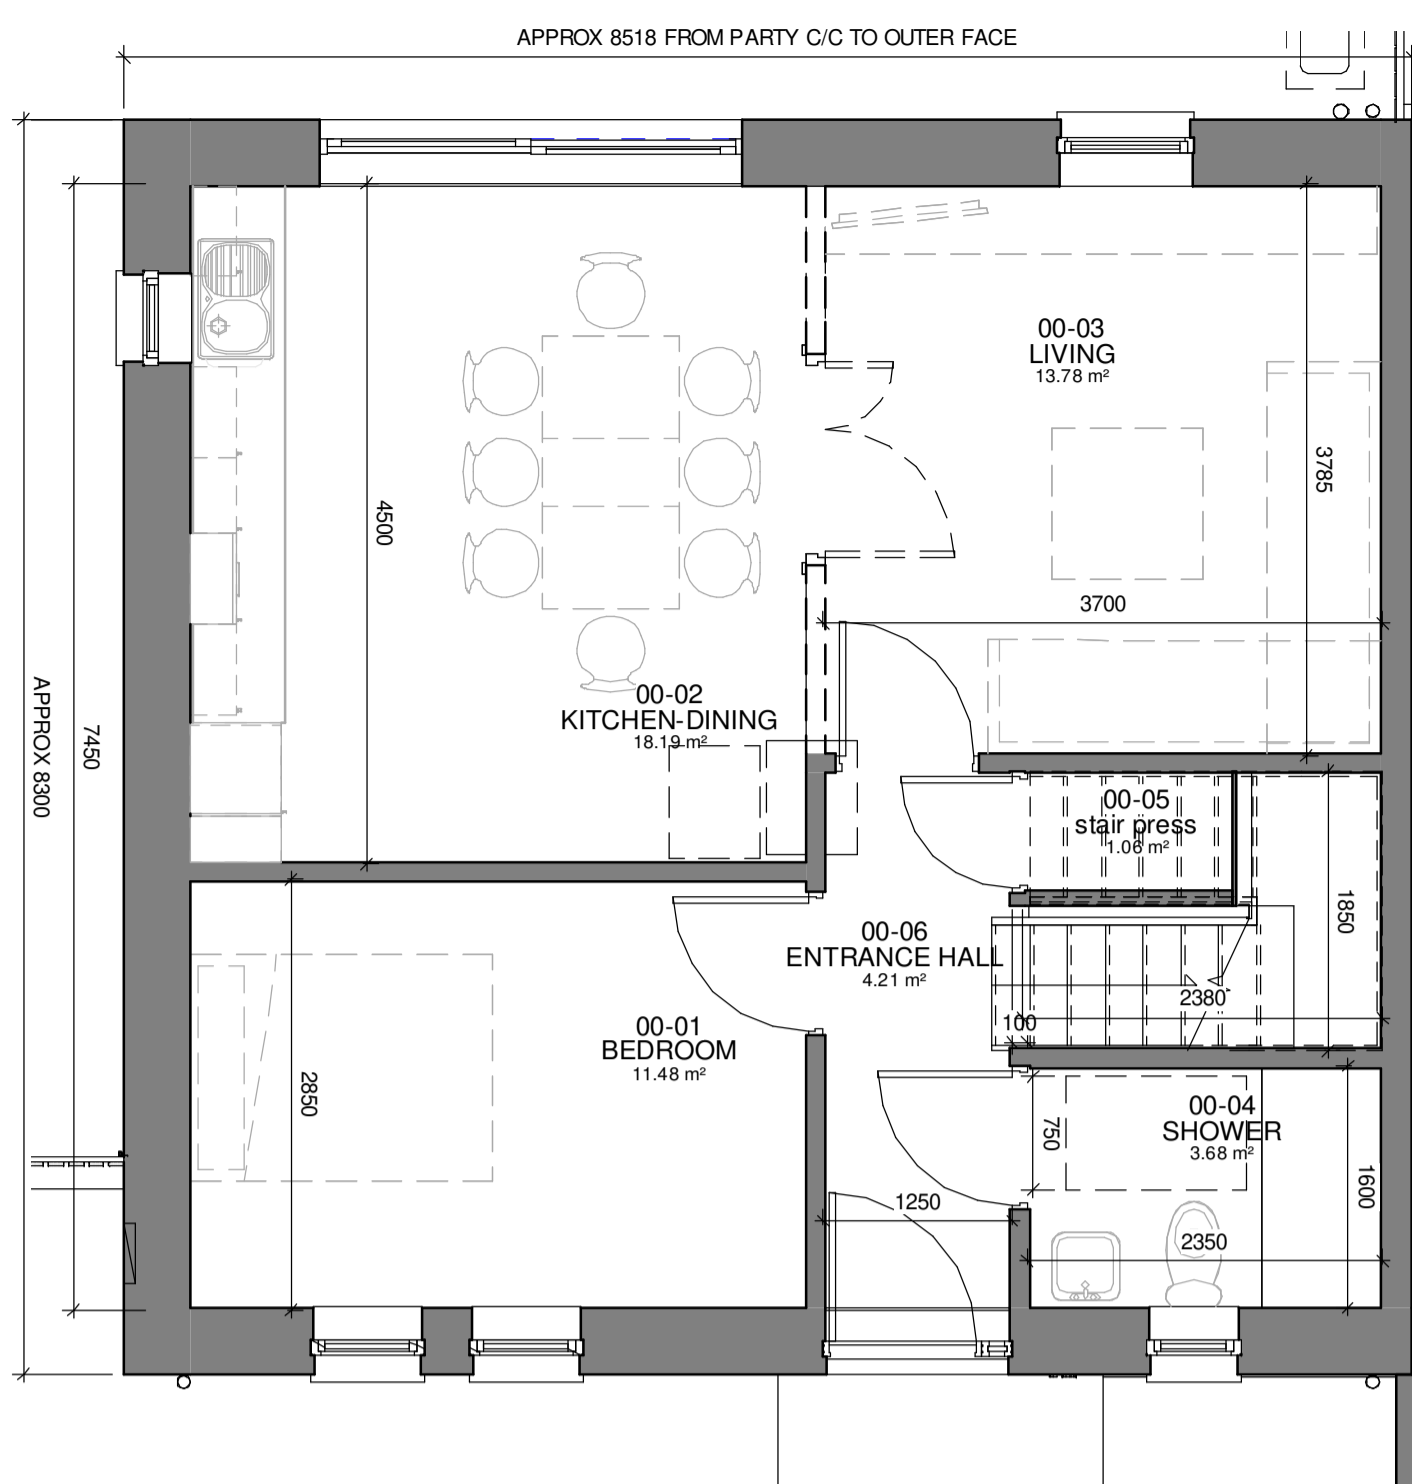 APPROX 8518 FROM PARTY C/C TO OUTER FACE
00-03
LIVING
13.78 m²
3785
4500
3700
APPROX 8300
7450
00-02
KITCHEN-DINING
18.19 m²
00-05
stair press
1.06 m²
1850
00-06
ENTRANCE HALL
4.21 m²
2380
100
00-01
BEDROOM
11.48 m²
2850
00-04
SHOWER
3.68 m²
750
1600
1250
2350